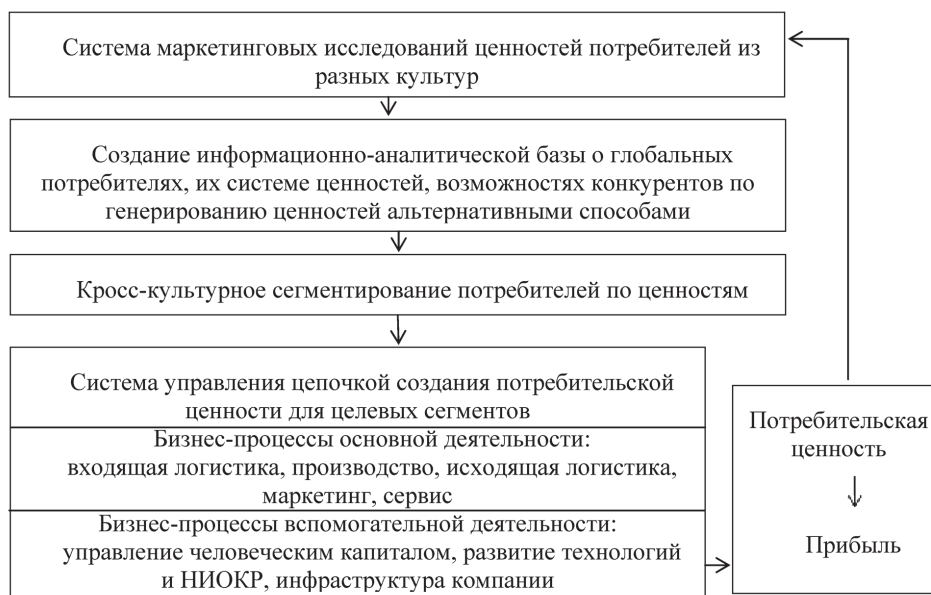 Система маркетинговых исследований ценностей потребителей из
разных культур
Создание информационно-аналитической базы о глобальных
потребителях, их системе ценностей, возможностях конкурентов по
генерированию ценностей альтернативными способами
Кросс-культурное сегментирование потребителей по ценностям
Система управления цепочкой создания потребительской
ценности для целевых сегментов
Бизнес-процессы основной деятельности:
входящая логистика, производство, исходящая логистика,
маркетинг, сервис
Бизнес-процессы вспомогательной деятельности:
управление человеческим капиталом, развитие технологий
и НИОКР, инфраструктура компании
Потребительская
ценность
Прибыль